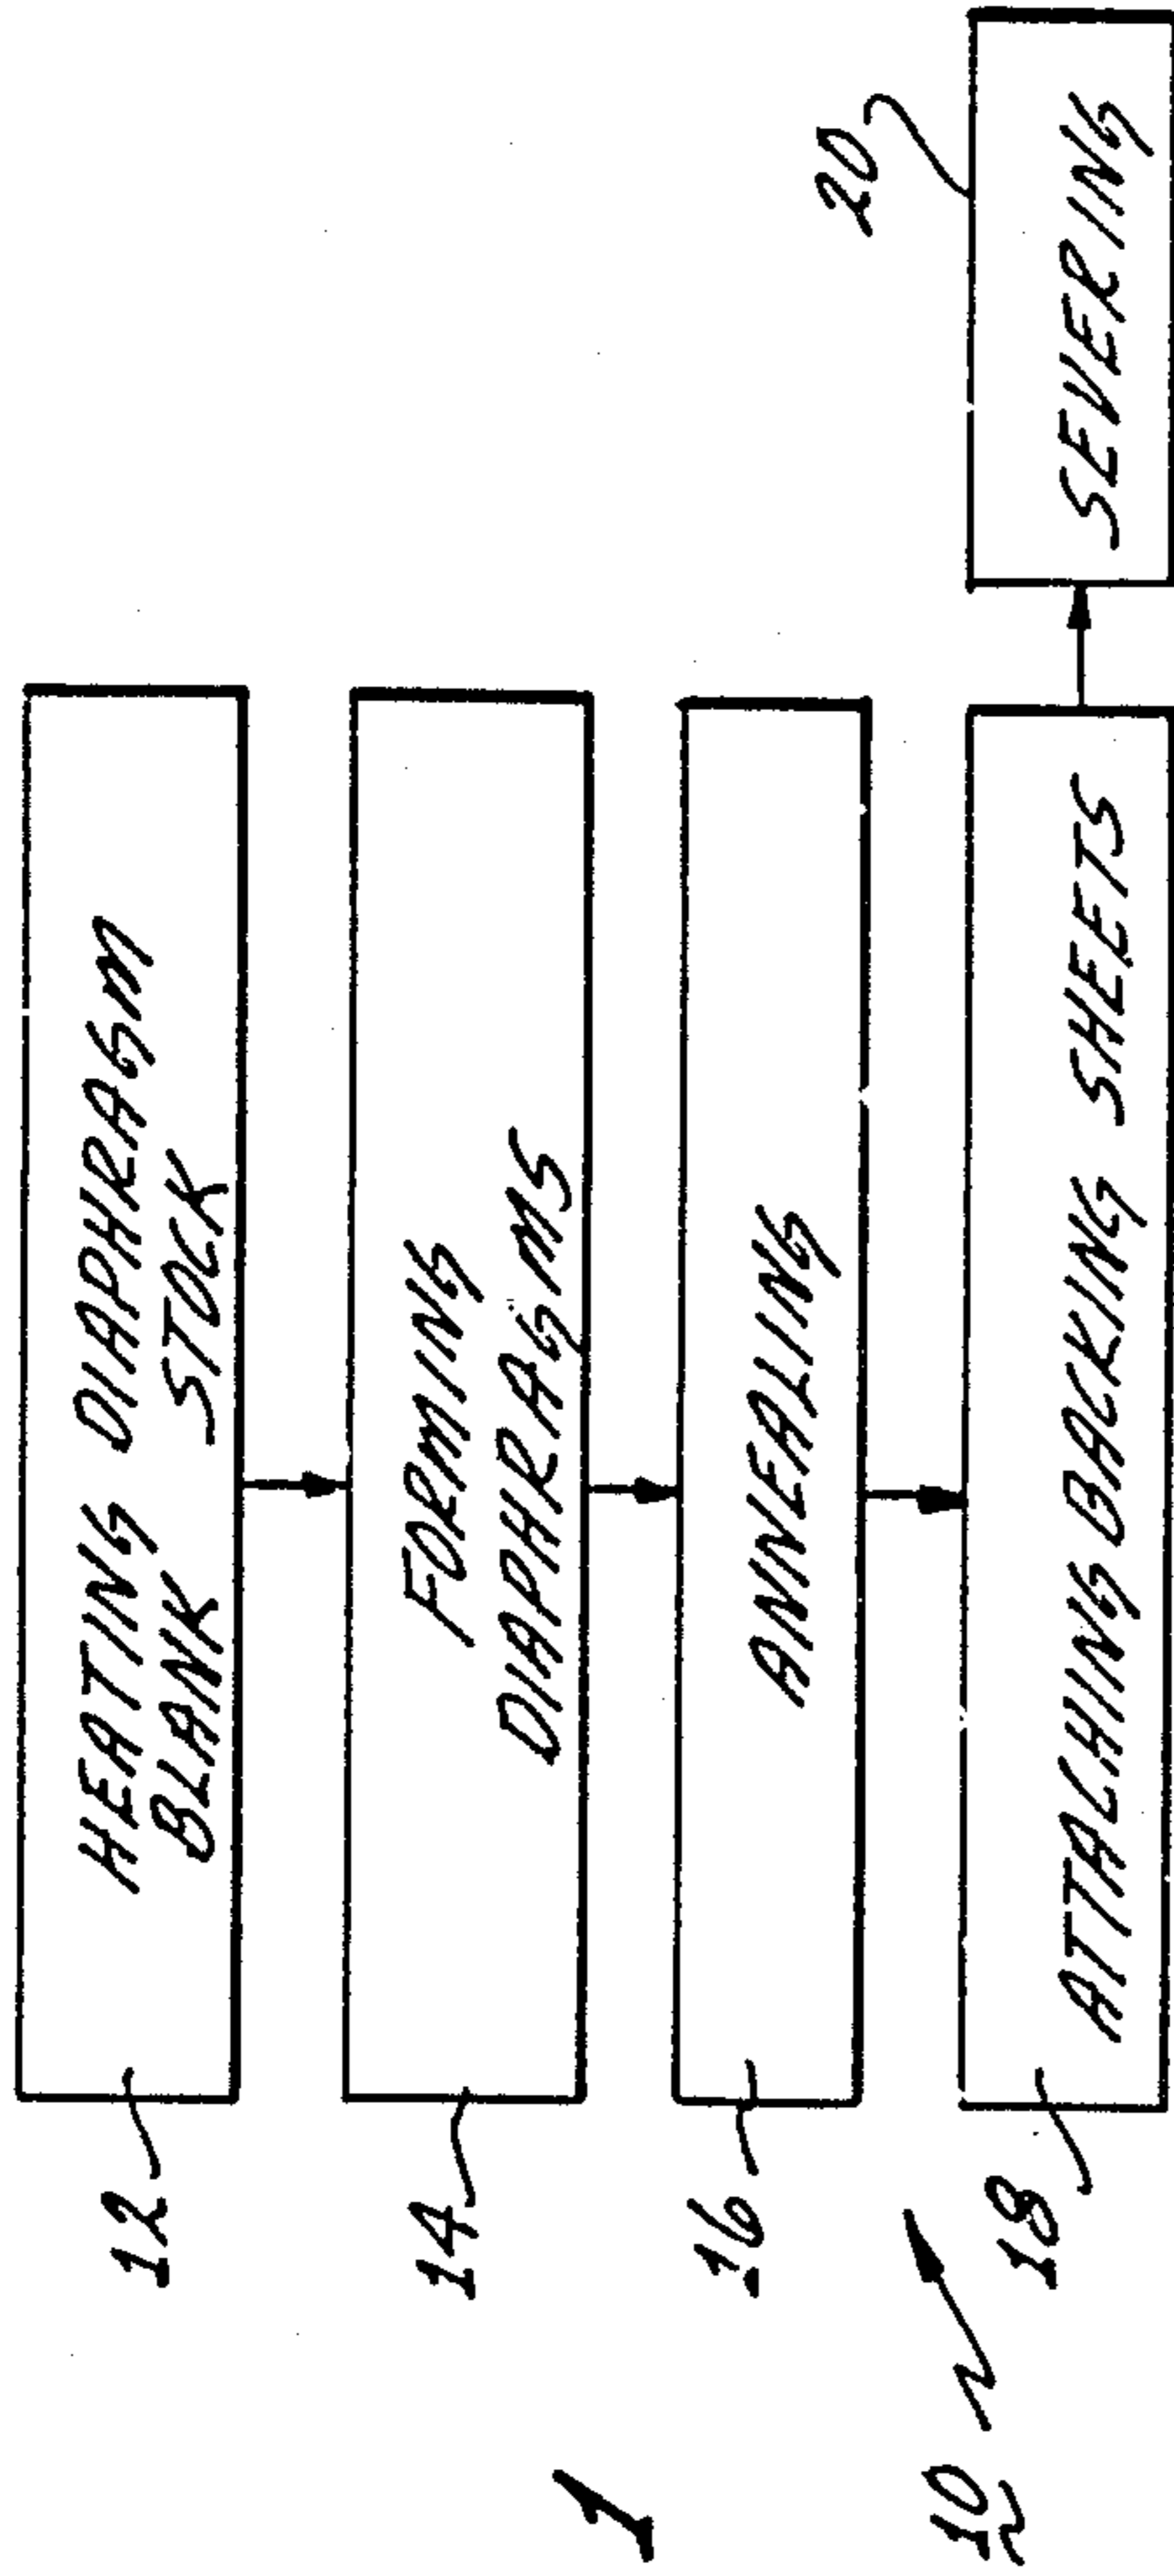 12
HEATING DIAPHRAGM
BLANK STOCK
14
FORMING
DIAPHRAGMS
16
ANNEALING
18
ATTACHING BACKING SHEETS
20
SEVERING
10
1